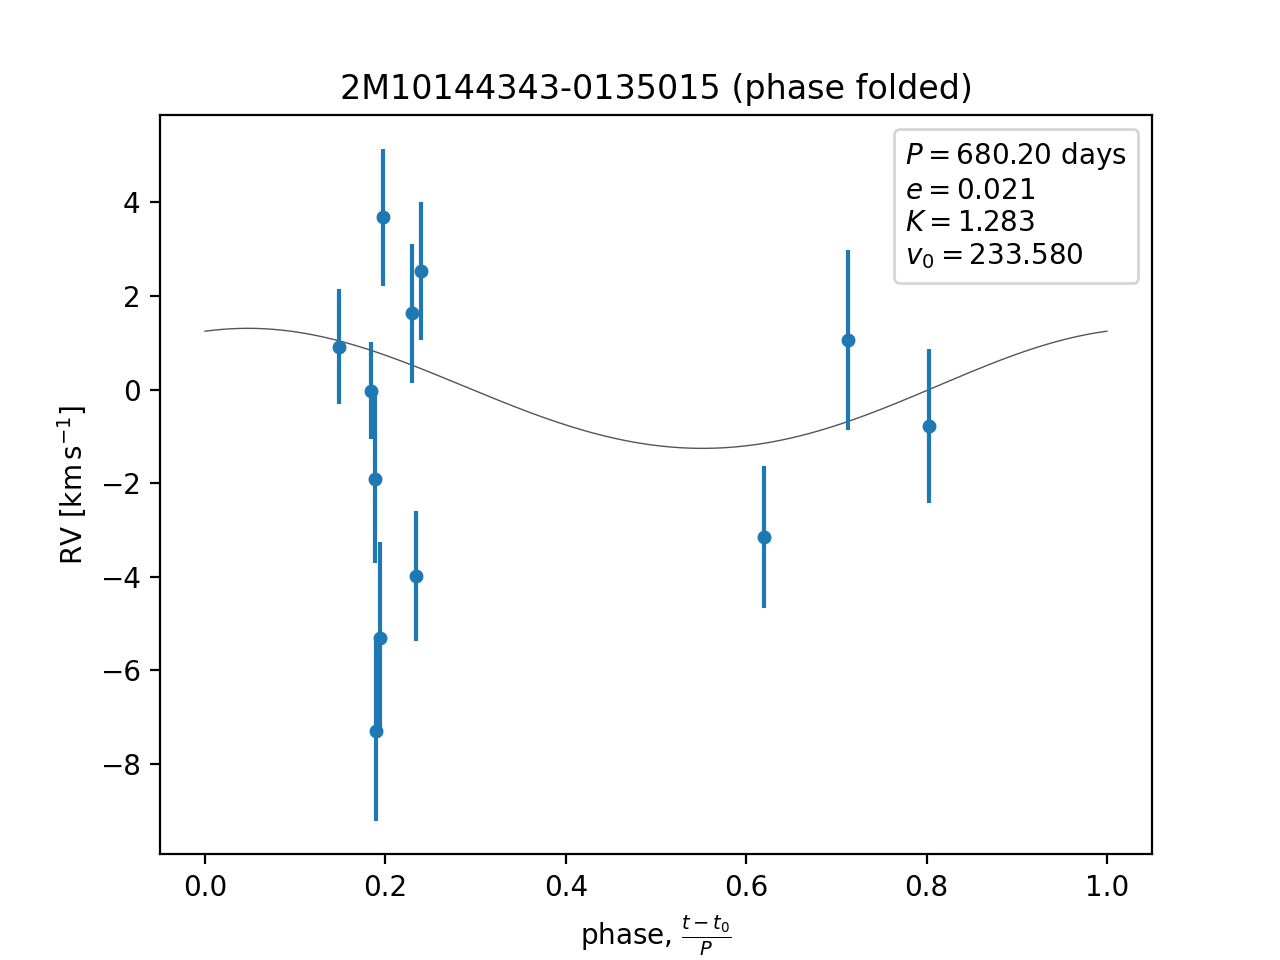 2M10144343-0135015 (phase folded)
P = 680.20 days
e = 0.021
K = 1.283
v₀ = 233.580
4
2
0
−2
−4
−6
−8
RV [km s⁻¹]
0.0 0.2 0.4 0.6 0.8 1.0
phase, (t − t₀)/P